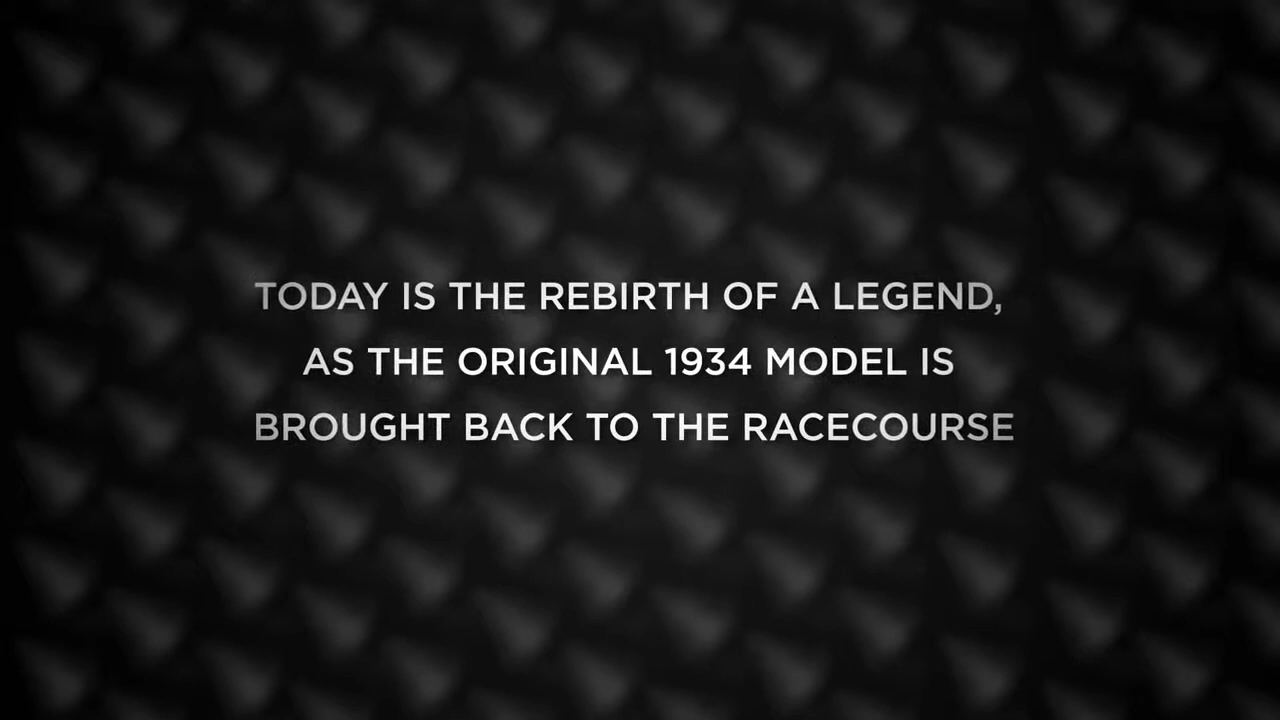 TODAY IS THE REBIRTH OF A LEGEND,
AS THE ORIGINAL 1934 MODEL IS
BROUGHT BACK TO THE RACECOURSE